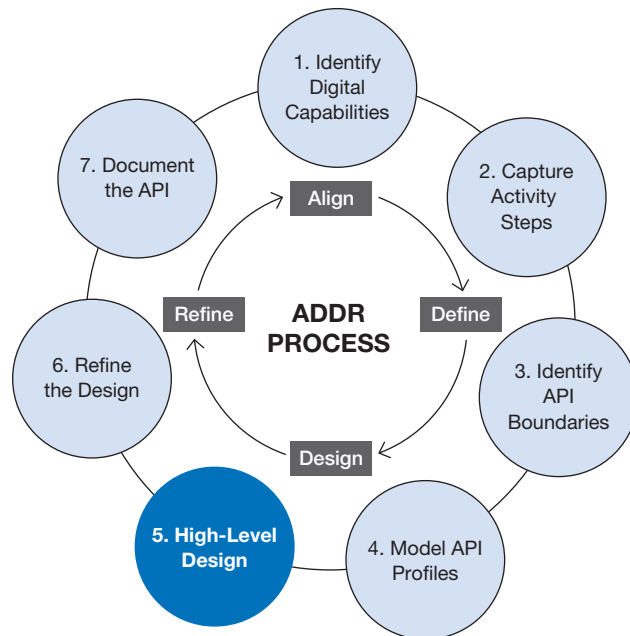 1. Identify
Digital
Capabilities
2. Capture
Activity
Steps
3. Identify
API
Boundaries
4. Model API
Profiles
5. High-Level
Design
6. Refine
the Design
7. Document
the API
Align
Define
Design
Refine
ADDR
PROCESS